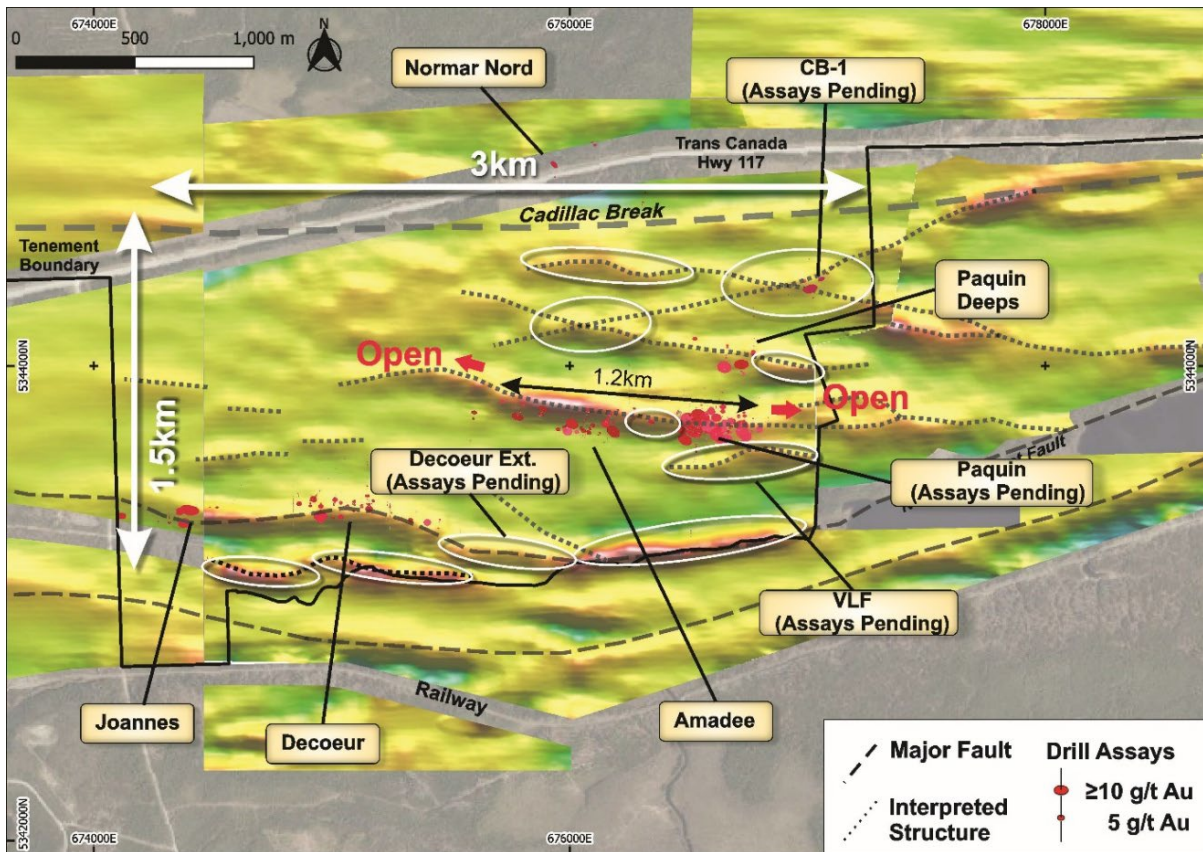 674000E
676000E
678000E
0 500 1,000 m
N
Normar Nord
CB-1
(Assays Pending)
Trans Canada
Hwy 117
3km
Cadillac Break
Tenement
Boundary
Paquin
Deeps
5344000N
5344000N
Open
1.2km
Open
1.5km
Decoeur Ext.
(Assays Pending)
Fault
Paquin
(Assays Pending)
VLF
(Assays Pending)
Joannes
Decoeur
Railway
Amadee
Major Fault
Interpreted
Structure
Drill Assays
≥10 g/t Au
5 g/t Au
5342000N
674000E
676000E